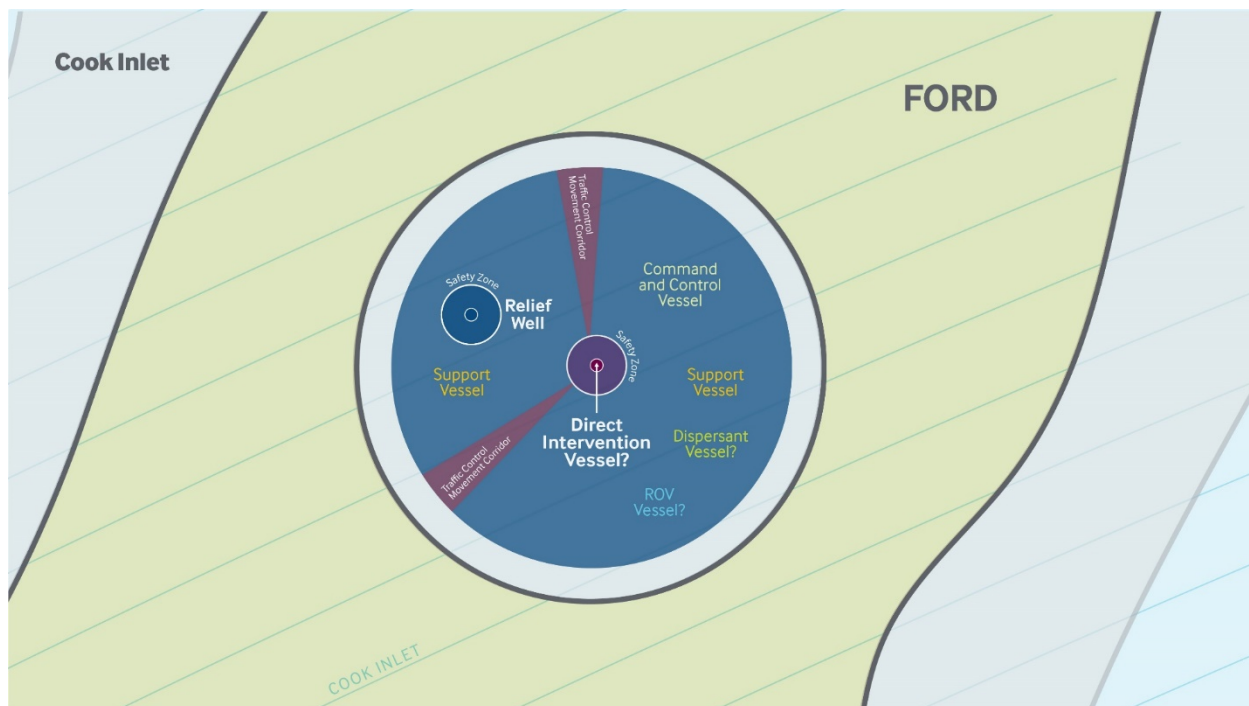 Cook Inlet
FORD
Traffic Control
Movement Corridor
Command
and Control
Vessel
Safety Zone
Relief
Well
Safety Zone
Support
Vessel
Support
Vessel
Direct
Intervention
Vessel?
Dispersant
Vessel?
Traffic Control
Movement Corridor
ROV
Vessel?
COOK INLET